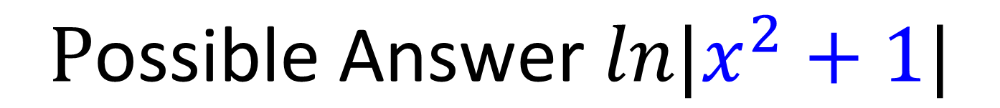 Possible Answer ln|x² + 1|